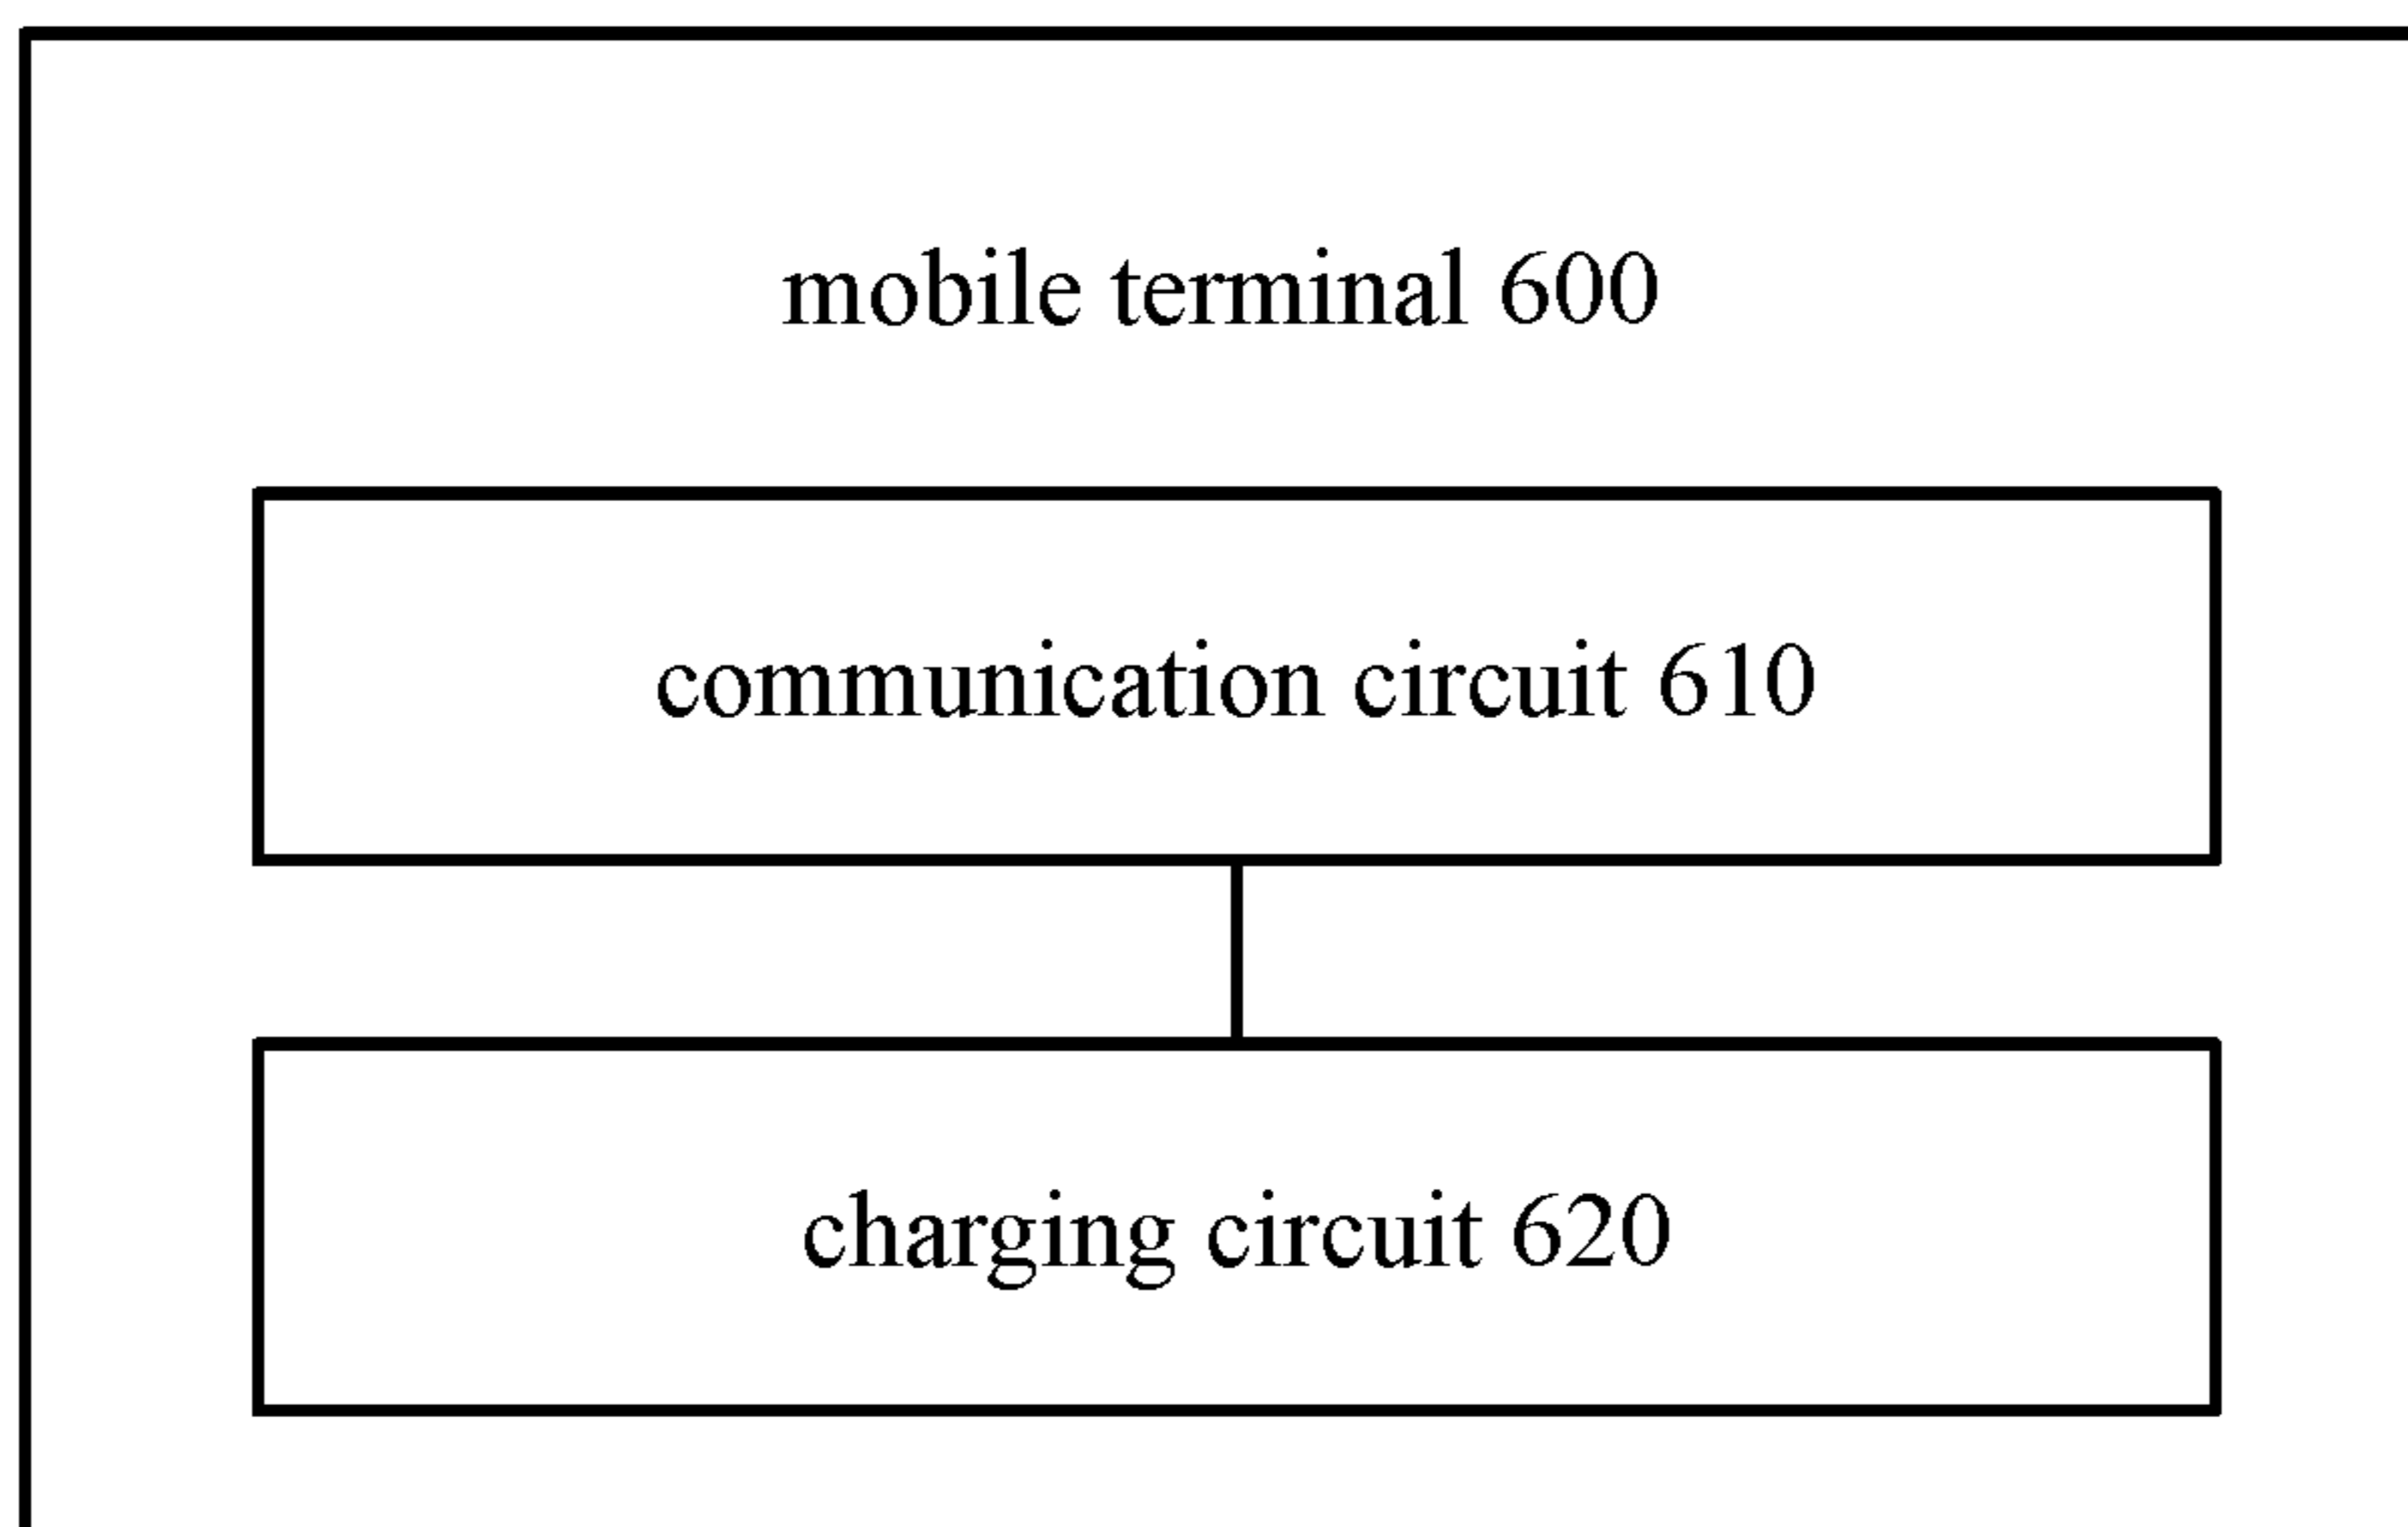 mobile terminal 600
communication circuit 610
charging circuit 620